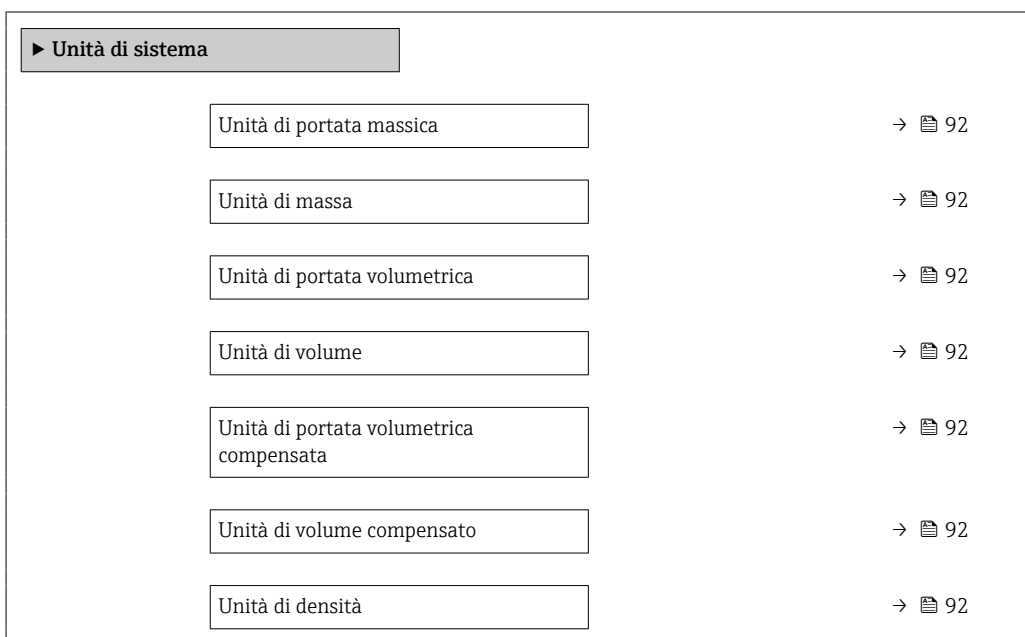 ▶ Unità di sistema
Unità di portata massica → 92
Unità di massa → 92
Unità di portata volumetrica → 92
Unità di volume → 92
Unità di portata volumetrica → 92
compensata
Unità di volume compensato → 92
Unità di densità → 92